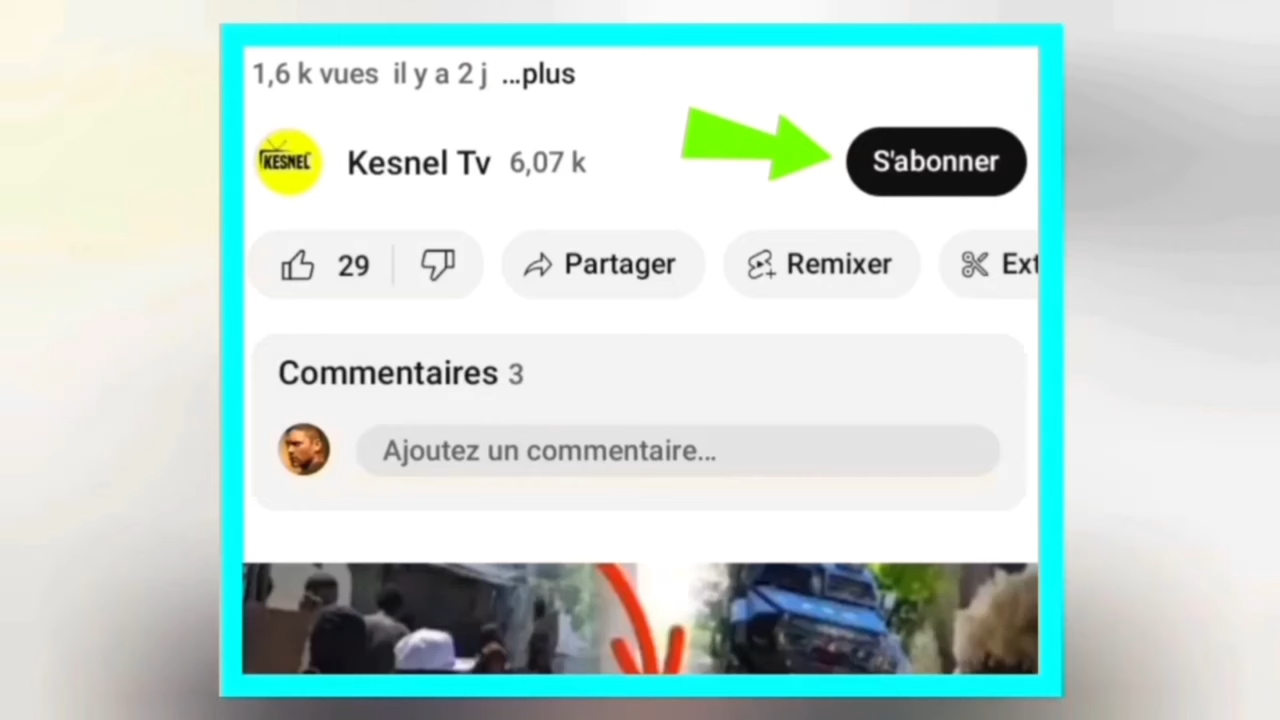 1,6 k vues il y a 2 j ...plus
KESNEL
Kesnel Tv 6,07 k
S'abonner
29
Partager
Remixer
Ext
Commentaires 3
Ajoutez un commentaire...